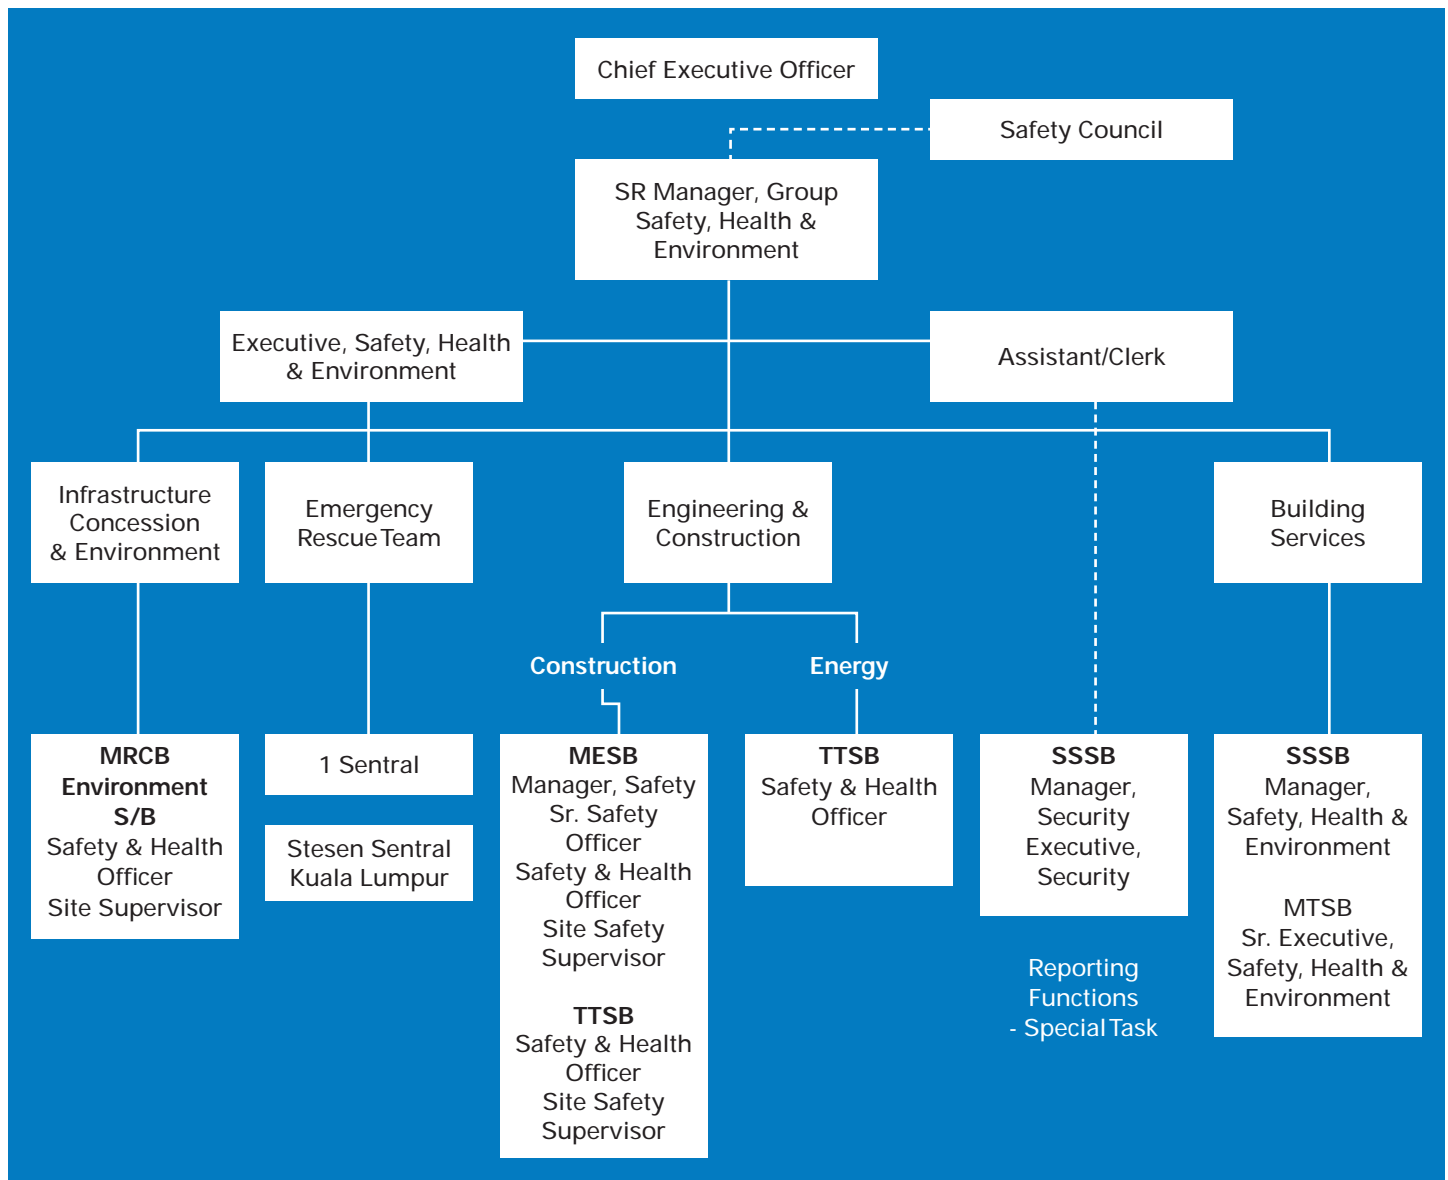 Chief Executive Officer
Safety Council
SR Manager, Group
Safety, Health &
Environment
Executive, Safety, Health
& Environment
Assistant/Clerk
Infrastructure
Concession
& Environment
Emergency
Rescue Team
Engineering &
Construction
Building
Services
Construction
Energy
MRCB
Environment
S/B
Safety & Health
Officer
Site Supervisor
1 Sentral
Stesen Sentral
Kuala Lumpur
MESB
Manager, Safety
Sr. Safety
Officer
Safety & Health
Officer
Site Safety
Supervisor
TTSB
Safety & Health
Officer
Site Safety
Supervisor
TTSB
Safety & Health
Officer
SSSB
Manager,
Security
Executive,
Security
Reporting
Functions
- Special Task
SSSB
Manager,
Safety, Health &
Environment
MTSB
Sr. Executive,
Safety, Health &
Environment